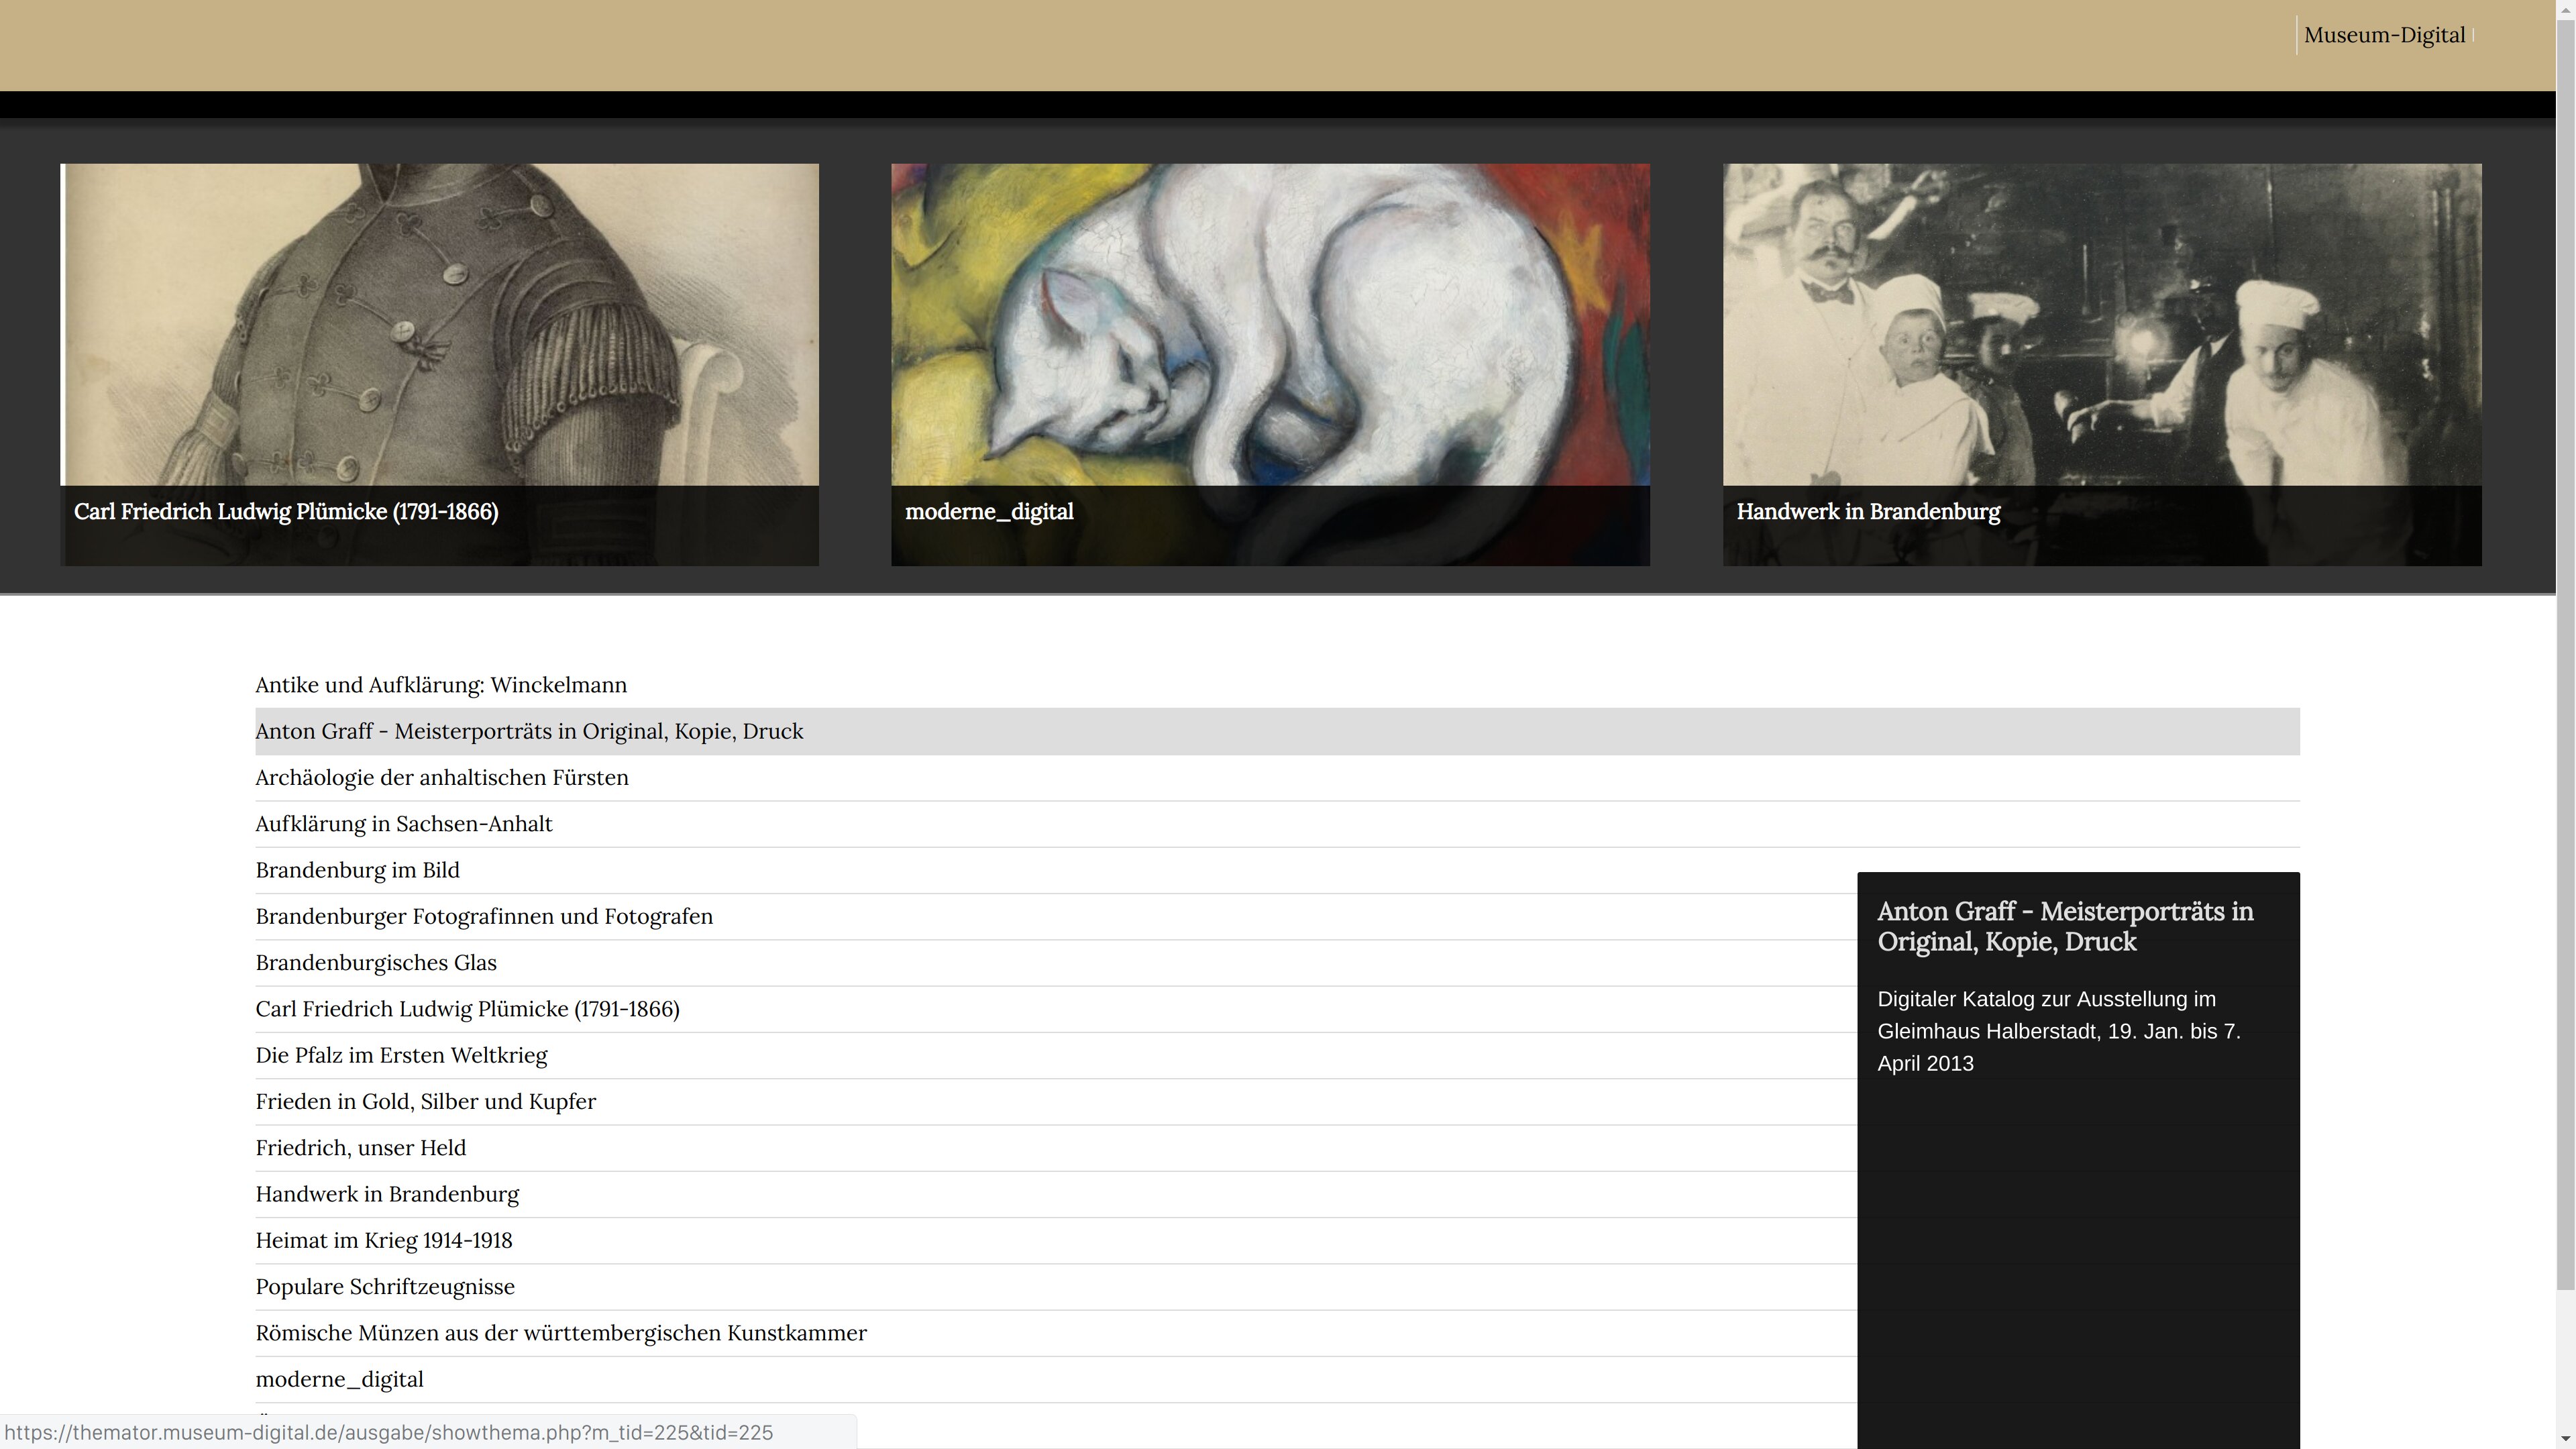 Museum-Digital
Carl Friedrich Ludwig Plümicke (1791-1866)
moderne_digital
Handwerk in Brandenburg
Antike und Aufklärung: Winckelmann
Anton Graff - Meisterporträts in Original, Kopie, Druck
Archäologie der anhaltischen Fürsten
Aufklärung in Sachsen-Anhalt
Brandenburg im Bild
Brandenburger Fotografinnen und Fotografen
Brandenburgisches Glas
Carl Friedrich Ludwig Plümicke (1791-1866)
Die Pfalz im Ersten Weltkrieg
Frieden in Gold, Silber und Kupfer
Friedrich, unser Held
Handwerk in Brandenburg
Heimat im Krieg 1914-1918
Populare Schriftzeugnisse
Römische Münzen aus der württembergischen Kunstkammer
moderne_digital
Anton Graff - Meisterporträts in
Original, Kopie, Druck
Digitaler Katalog zur Ausstellung im
Gleimhaus Halberstadt, 19. Jan. bis 7.
April 2013
https://themator.museum-digital.de/ausgabe/showthema.php?m_tid=225&tid=225